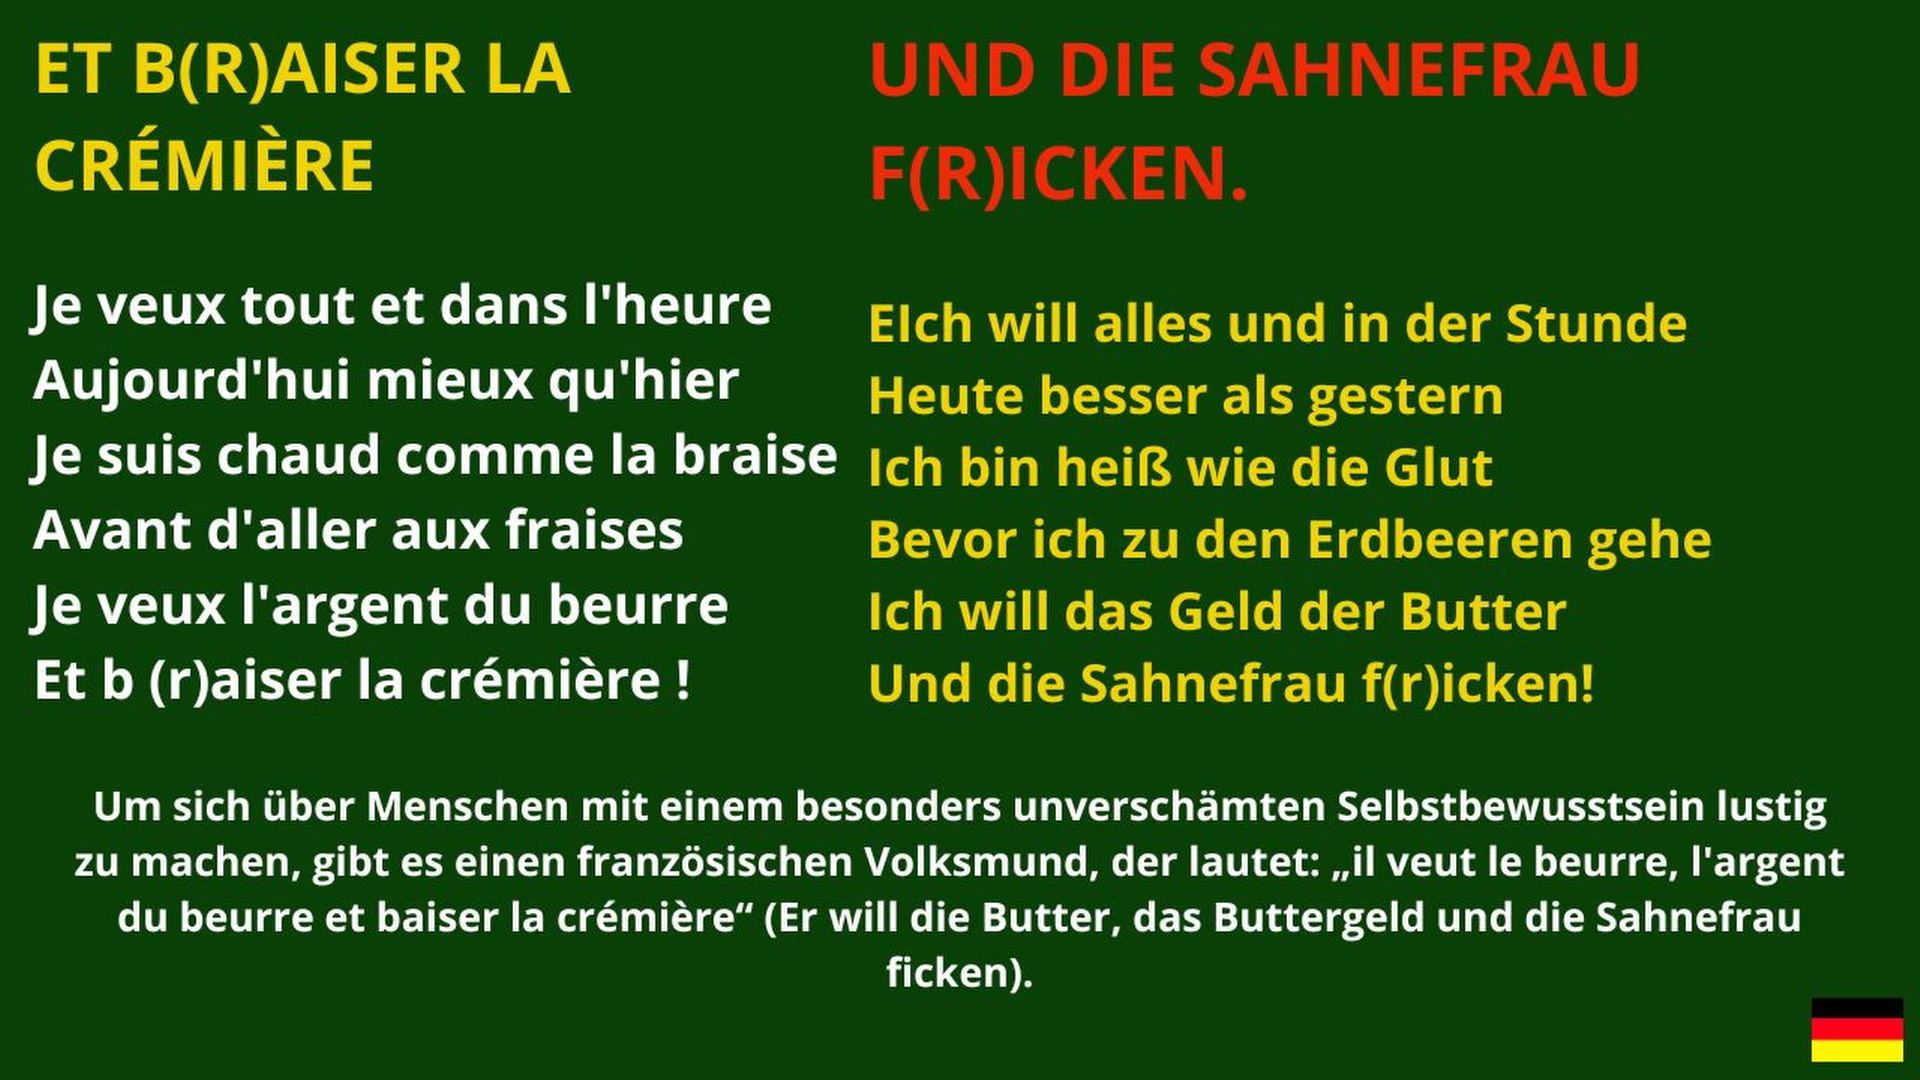 ET B(R)AISER LA
CRÉMIÈRE
Je veux tout et dans l'heure
Aujourd'hui mieux qu'hier
Je suis chaud comme la braise
Avant d'aller aux fraises
Je veux l'argent du beurre
Et b (r)aiser la crémière !
UND DIE SAHNEFRAU
F(R)ICKEN.
EIch will alles und in der Stunde
Heute besser als gestern
Ich bin heiß wie die Glut
Bevor ich zu den Erdbeeren gehe
Ich will das Geld der Butter
Und die Sahnefrau f(r)icken!
Um sich über Menschen mit einem besonders unverschämten Selbstbewusstsein lustig
zu machen, gibt es einen französischen Volksmund, der lautet: „il veut le beurre, l'argent
du beurre et baiser la crémière“ (Er will die Butter, das Buttergeld und die Sahnefrau
ficken).